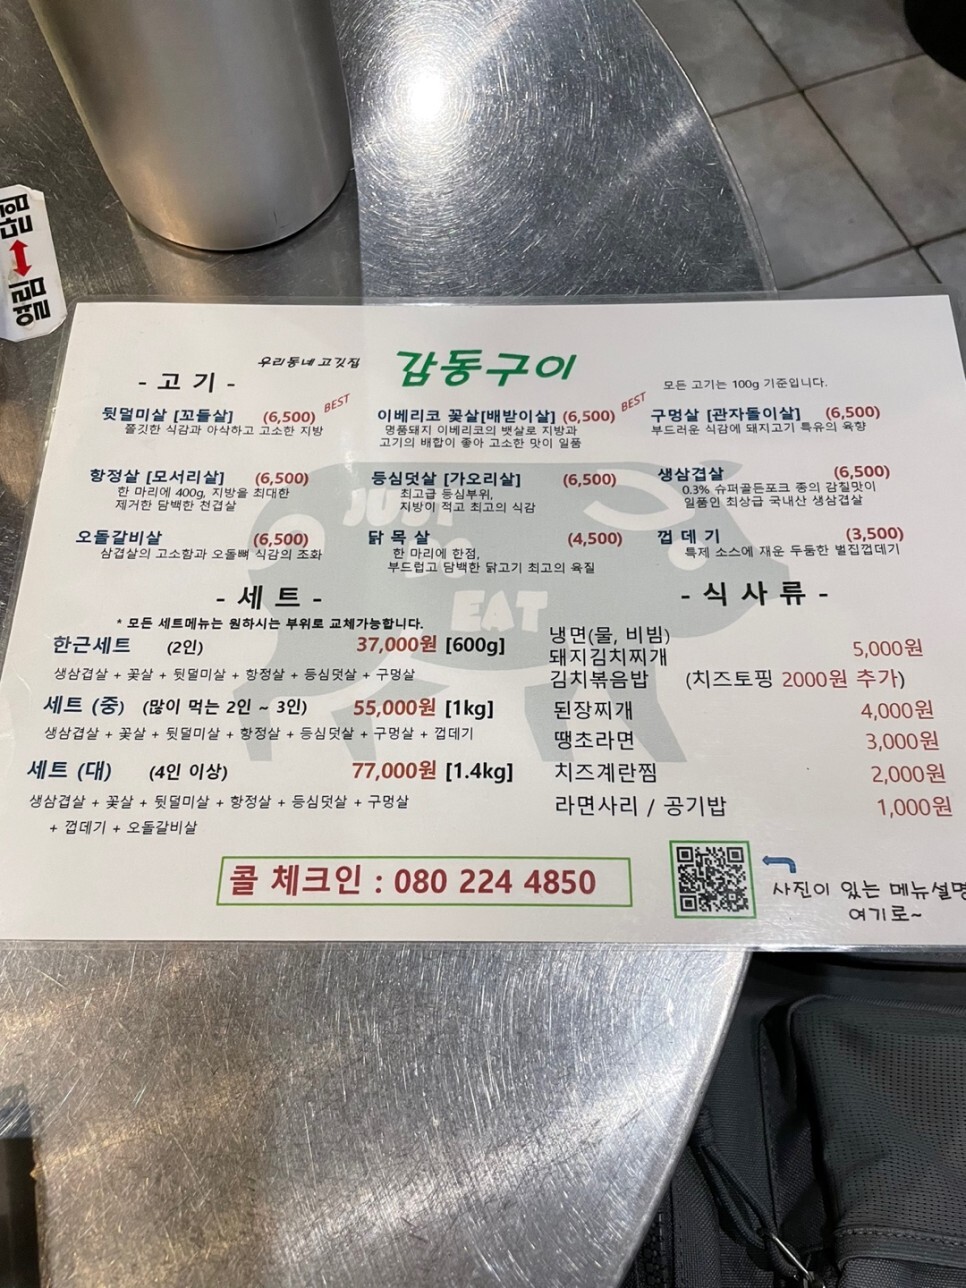 닫힘
열림
우리동네 고깃집
감동구이
- 고 기 -
모든 고기는 100g 기준입니다.
뒷덜미살 [꼬들살] (6,500) BEST
쫄깃한 식감과 아삭하고 고소한 지방
이베리코 꽃살[배받이살] (6,500) BEST
명품돼지 이베리코의 뱃살로 지방과
고기의 배합이 좋아 고소한 맛이 일품
구멍살 [관자돌이살] (6,500)
부드러운 식감에 돼지고기 특유의 육향
항정살 [모서리살] (6,500)
한 마리에 400g, 지방을 최대한
제거한 담백한 천겹살
등심덧살 [가오리살] (6,500)
최고급 등심부위,
지방이 적고 최고의 식감
생삼겹살 (6,500)
0.3% 슈퍼골든포크 종의 감칠맛이
일품인 최상급 국내산 생삼겹살
오돌갈비살 (6,500)
삼겹살의 고소함과 오돌뼈 식감의 조화
닭 목 살 (4,500)
한 마리에 한점,
부드럽고 담백한 닭고기 최고의 육질
껍 데 기 (3,500)
특제 소스에 재운 두툼한 벌집껍데기
JUST
EAT
- 세 트 -
* 모든 세트메뉴는 원하시는 부위로 교체가능합니다.
한근세트 (2인) 37,000원 [600g]
생삼겹살 + 꽃살 + 뒷덜미살 + 항정살 + 등심덧살 + 구멍살
세트 (중) (많이 먹는 2인 ~ 3인) 55,000원 [1kg]
생삼겹살 + 꽃살 + 뒷덜미살 + 항정살 + 등심덧살 + 구멍살 + 껍데기
세트 (대) (4인 이상) 77,000원 [1.4kg]
생삼겹살 + 꽃살 + 뒷덜미살 + 항정살 + 등심덧살 + 구멍살
+ 껍데기 + 오돌갈비살
- 식 사 류 -
냉면(물, 비빔)
돼지김치찌개 5,000원
김치볶음밥 (치즈토핑 2000원 추가)
된장찌개 4,000원
땡초라면 3,000원
치즈계란찜 2,000원
라면사리 / 공기밥 1,000원
콜 체크인 : 080 224 4850
사진이 있는 메뉴설명
여기로~